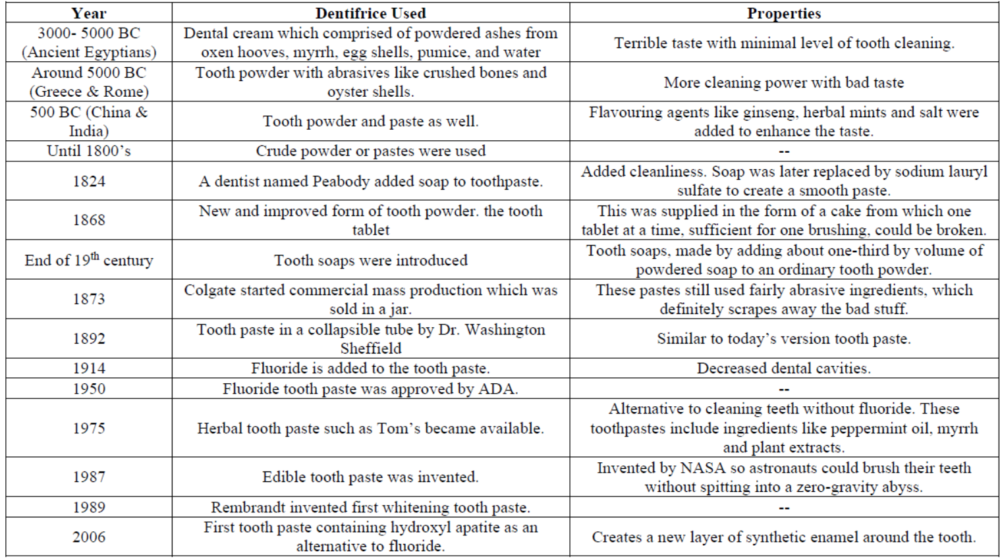 Year Dentifrice Used Properties
3000- 5000 BC
(Ancient Egyptians)
Dental cream which comprised of powdered ashes from
oxen hooves, myrrh, egg shells, pumice, and water
Terrible taste with minimal level of tooth cleaning.
Around 5000 BC
(Greece & Rome)
Tooth powder with abrasives like crushed bones and
oyster shells.
More cleaning power with bad taste
500 BC (China &
India)
Tooth powder and paste as well.
Flavouring agents like ginseng, herbal mints and salt were
added to enhance the taste.
Until 1800's
Crude powder or pastes were used
--
1824
A dentist named Peabody added soap to toothpaste.
Added cleanliness. Soap was later replaced by sodium lauryl
sulfate to create a smooth paste.
1868
New and improved form of tooth powder. the tooth
tablet
This was supplied in the form of a cake from which one
tablet at a time, sufficient for one brushing, could be broken.
End of 19th century
Tooth soaps were introduced
Tooth soaps, made by adding about one-third by volume of
powdered soap to an ordinary tooth powder.
1873
Colgate started commercial mass production which was
sold in a jar.
These pastes still used fairly abrasive ingredients, which
definitely scrapes away the bad stuff.
1892
Tooth paste in a collapsible tube by Dr. Washington
Sheffield
Similar to today's version tooth paste.
1914
Fluoride is added to the tooth paste.
Decreased dental cavities.
1950
Fluoride tooth paste was approved by ADA.
--
1975
Herbal tooth paste such as Tom's became available.
Alternative to cleaning teeth without fluoride. These
toothpastes include ingredients like peppermint oil, myrrh
and plant extracts.
1987
Edible tooth paste was invented.
Invented by NASA so astronauts could brush their teeth
without spitting into a zero-gravity abyss.
1989
Rembrandt invented first whitening tooth paste.
--
2006
First tooth paste containing hydroxyl apatite as an
alternative to fluoride.
Creates a new layer of synthetic enamel around the tooth.